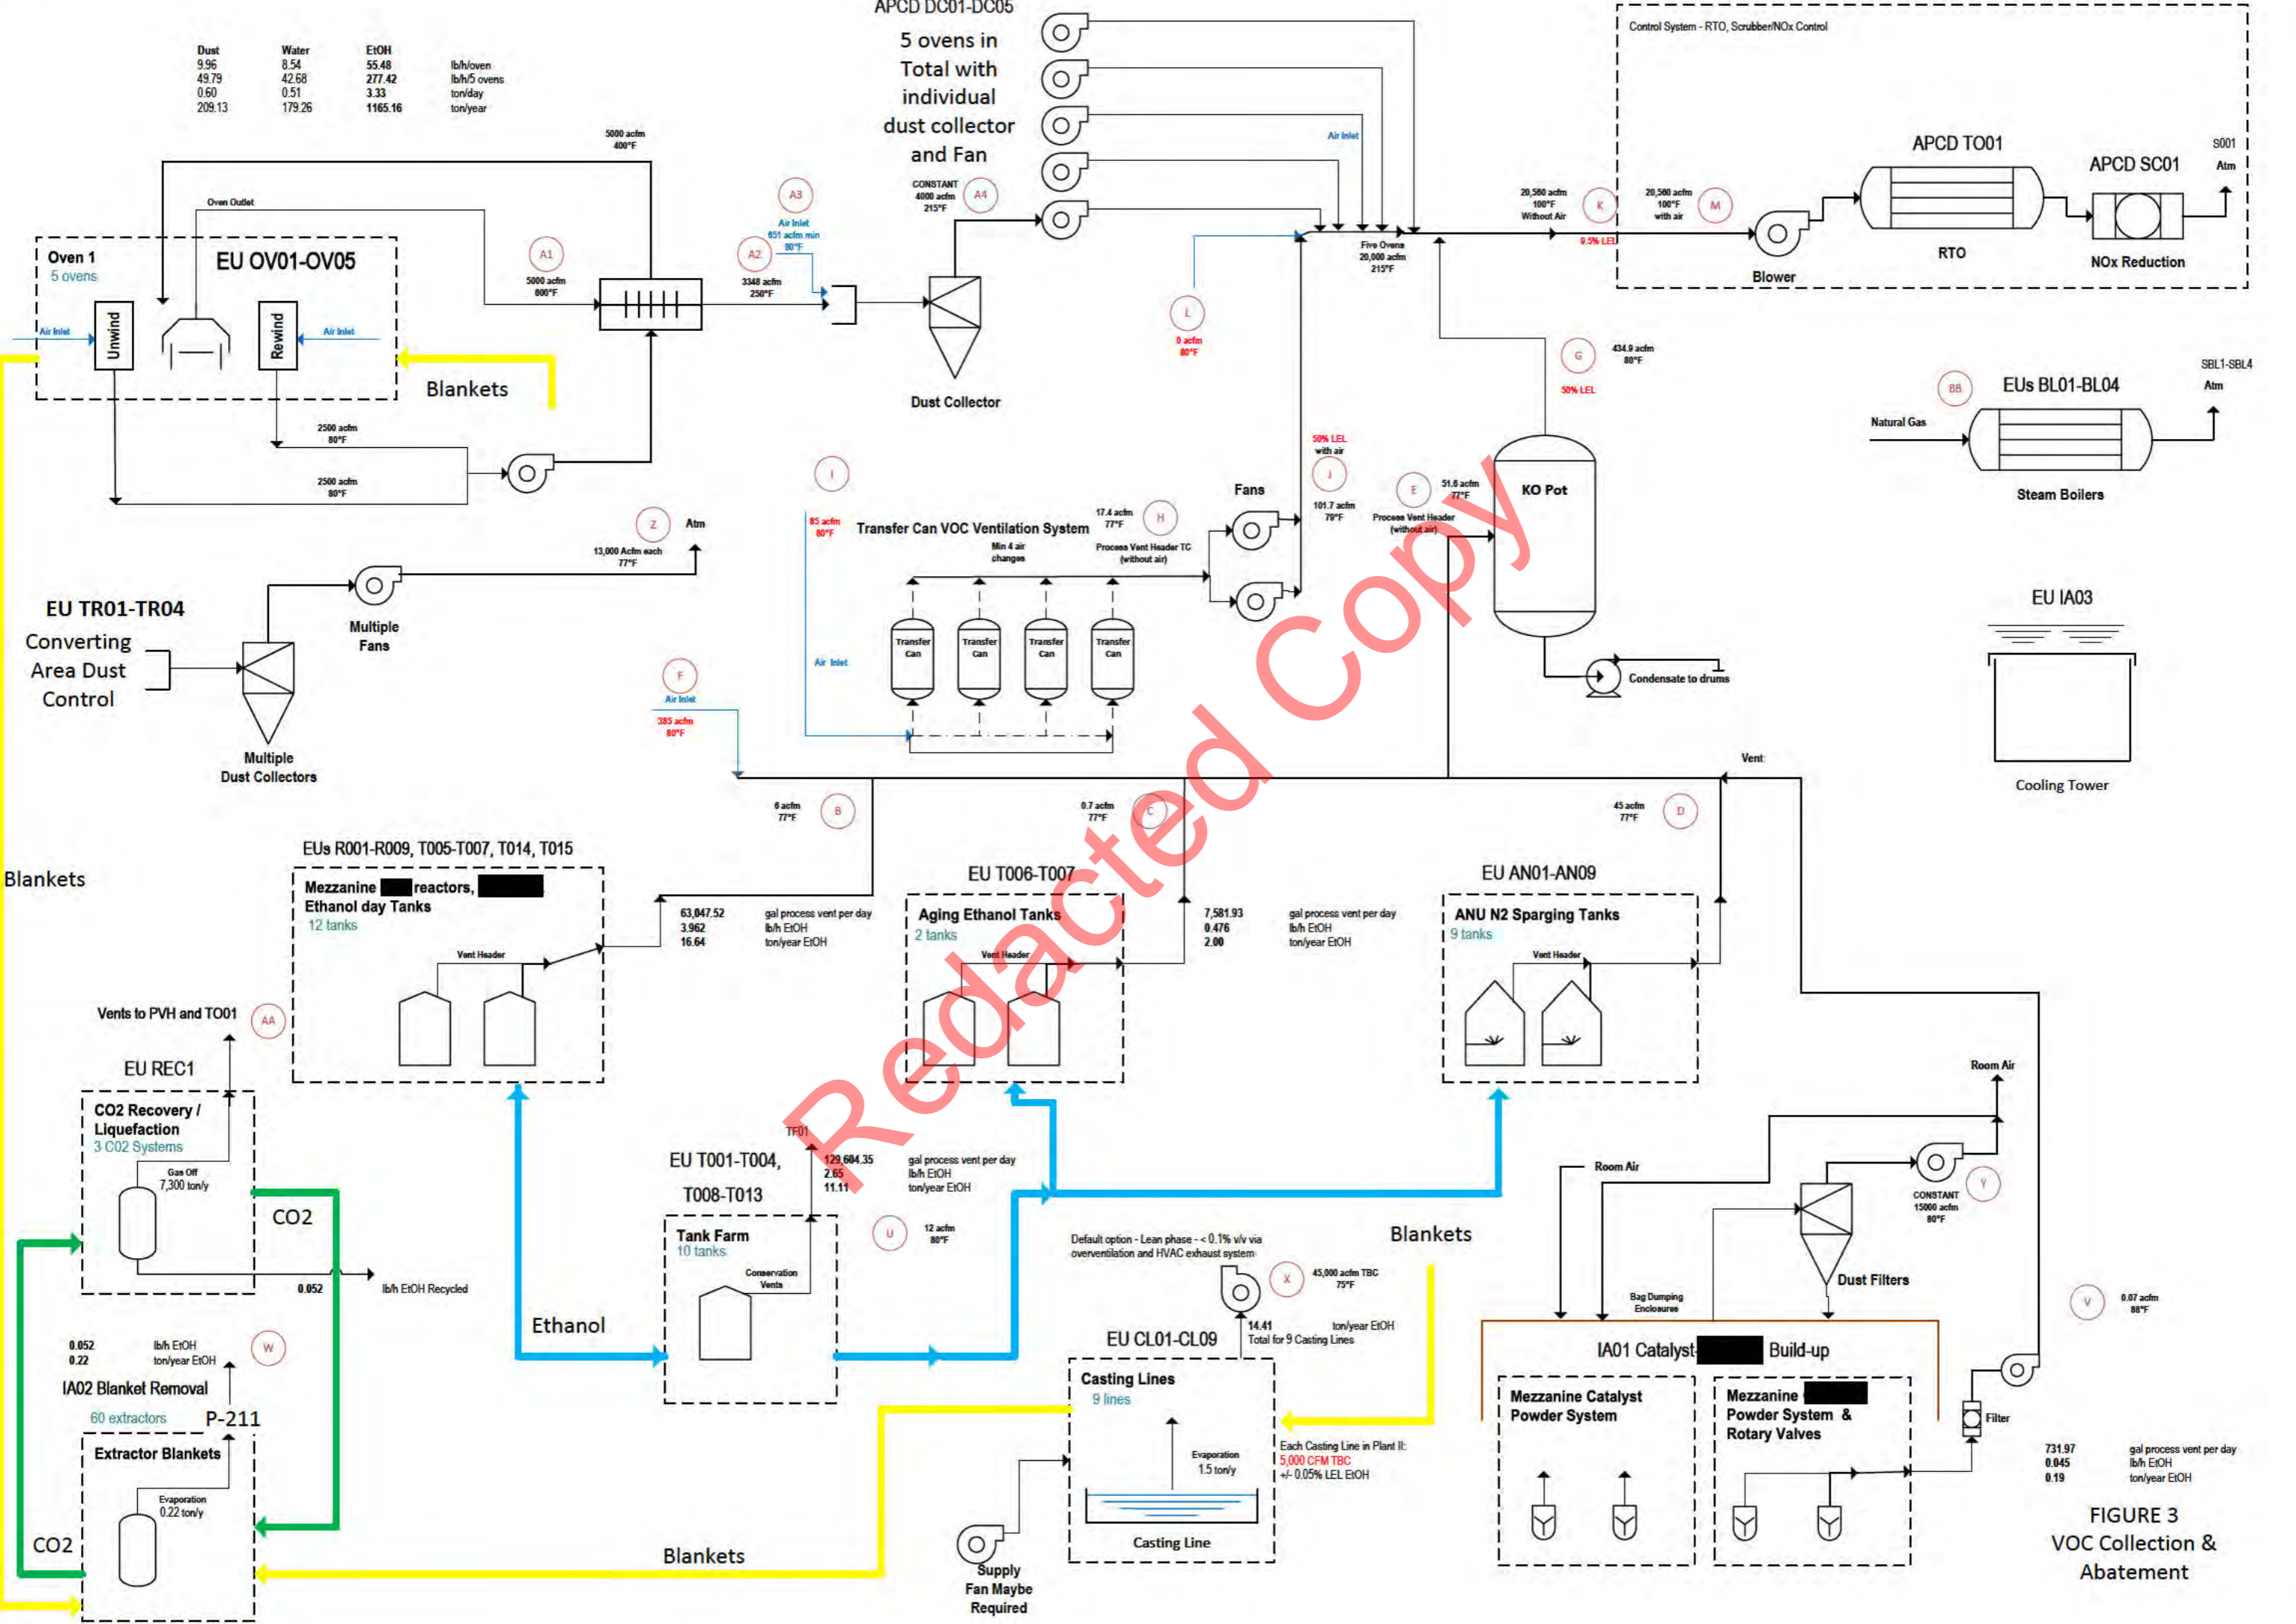 APCD DC01-DC05
5 ovens in
Total with
individual
dust collector
and Fan
CONSTANT
4000 acfm
215°F
A4
Dust Water EtOH
9.96 8.54 55.48 lb/h/oven
49.79 42.68 277.42 lb/h/5 ovens
0.60 0.51 3.33 ton/day
209.13 179.26 1165.16 ton/year
5000 acfm
400°F
Oven Outlet
Oven 1
5 ovens
EU OV01-OV05
Unwind
Rewind
Air Inlet
Air Inlet
Blankets
2500 acfm
80°F
2500 acfm
80°F
A1
5000 acfm
600°F
A2
3348 acfm
250°F
A3
Air Inlet
651 acfm min
80°F
Dust Collector
Air Inlet
Five Ovens
20,000 acfm
215°F
L
0 acfm
80°F
Control System - RTO, Scrubber/NOx Control
20,560 acfm
100°F
Without Air
K
9.5% LEL
20,560 acfm
100°F
with air
M
Blower
APCD TO01
RTO
APCD SC01
NOx Reduction
S001
Atm
G
434.9 acfm
80°F
50% LEL
BB
EUs BL01-BL04
SBL1-SBL4
Atm
Natural Gas
Steam Boilers
KO Pot
E
51.6 acfm
77°F
Process Vent Header
(without air)
Condensate to drums
50% LEL
with air
J
101.7 acfm
79°F
Fans
I
85 acfm
80°F
Transfer Can VOC Ventilation System
Min 4 air
changes
17.4 acfm
77°F
H
Process Vent Header TC
(without air)
Air Inlet
Transfer
Can
Transfer
Can
Transfer
Can
Transfer
Can
Z
Atm
13,000 Acfm each
77°F
EU TR01-TR04
Converting
Area Dust
Control
Multiple
Fans
Multiple
Dust Collectors
F
Air Inlet
385 acfm
80°F
EU IA03
Cooling Tower
Vent
6 acfm
77°F
B
0.7 acfm
77°F
C
45 acfm
77°F
D
Blankets
EUs R001-R009, T005-T007, T014, T015
Mezzanine reactors,
Ethanol day Tanks
12 tanks
Vent Header
63,047.52 gal process vent per day
3.962 lb/h EtOH
16.64 ton/year EtOH
EU T006-T007
Aging Ethanol Tanks
2 tanks
Vent Header
7,581.93 gal process vent per day
0.476 lb/h EtOH
2.00 ton/year EtOH
EU AN01-AN09
ANU N2 Sparging Tanks
9 tanks
Vent Header
Vents to PVH and TO01
AA
EU REC1
CO2 Recovery /
Liquefaction
3 C02 Systems
Gas Off
7,300 ton/y
CO2
0.052 lb/h EtOH Recycled
0.052 lb/h EtOH
0.22 ton/year EtOH
W
IA02 Blanket Removal
60 extractors
P-211
Extractor Blankets
Evaporation
0.22 ton/y
CO2
Blankets
Ethanol
TF01
EU T001-T004,
T008-T013
129,604.35 gal process vent per day
2.65 lb/h EtOH
11.11 ton/year EtOH
Tank Farm
10 tanks
Conservation
Vents
U
12 acfm
80°F
Default option - Lean phase - < 0.1% v/v via
overventilation and HVAC exhaust system
X
45,000 acfm TBC
75°F
Blankets
14.41 ton/year EtOH
Total for 9 Casting Lines
EU CL01-CL09
Casting Lines
9 lines
Evaporation
1.5 ton/y
Casting Line
Each Casting Line in Plant II:
5,000 CFM TBC
+/- 0.05% LEL EtOH
Supply
Fan Maybe
Required
Room Air
Room Air
CONSTANT
15000 acfm
80°F
Y
Dust Filters
Bag Dumping
Enclosures
IA01 Catalyst- Build-up
Mezzanine Catalyst
Powder System
Mezzanine
Powder System &
Rotary Valves
Filter
V
0.07 acfm
88°F
731.97 gal process vent per day
0.045 lb/h EtOH
0.19 ton/year EtOH
FIGURE 3
VOC Collection &
Abatement
Redacted Copy